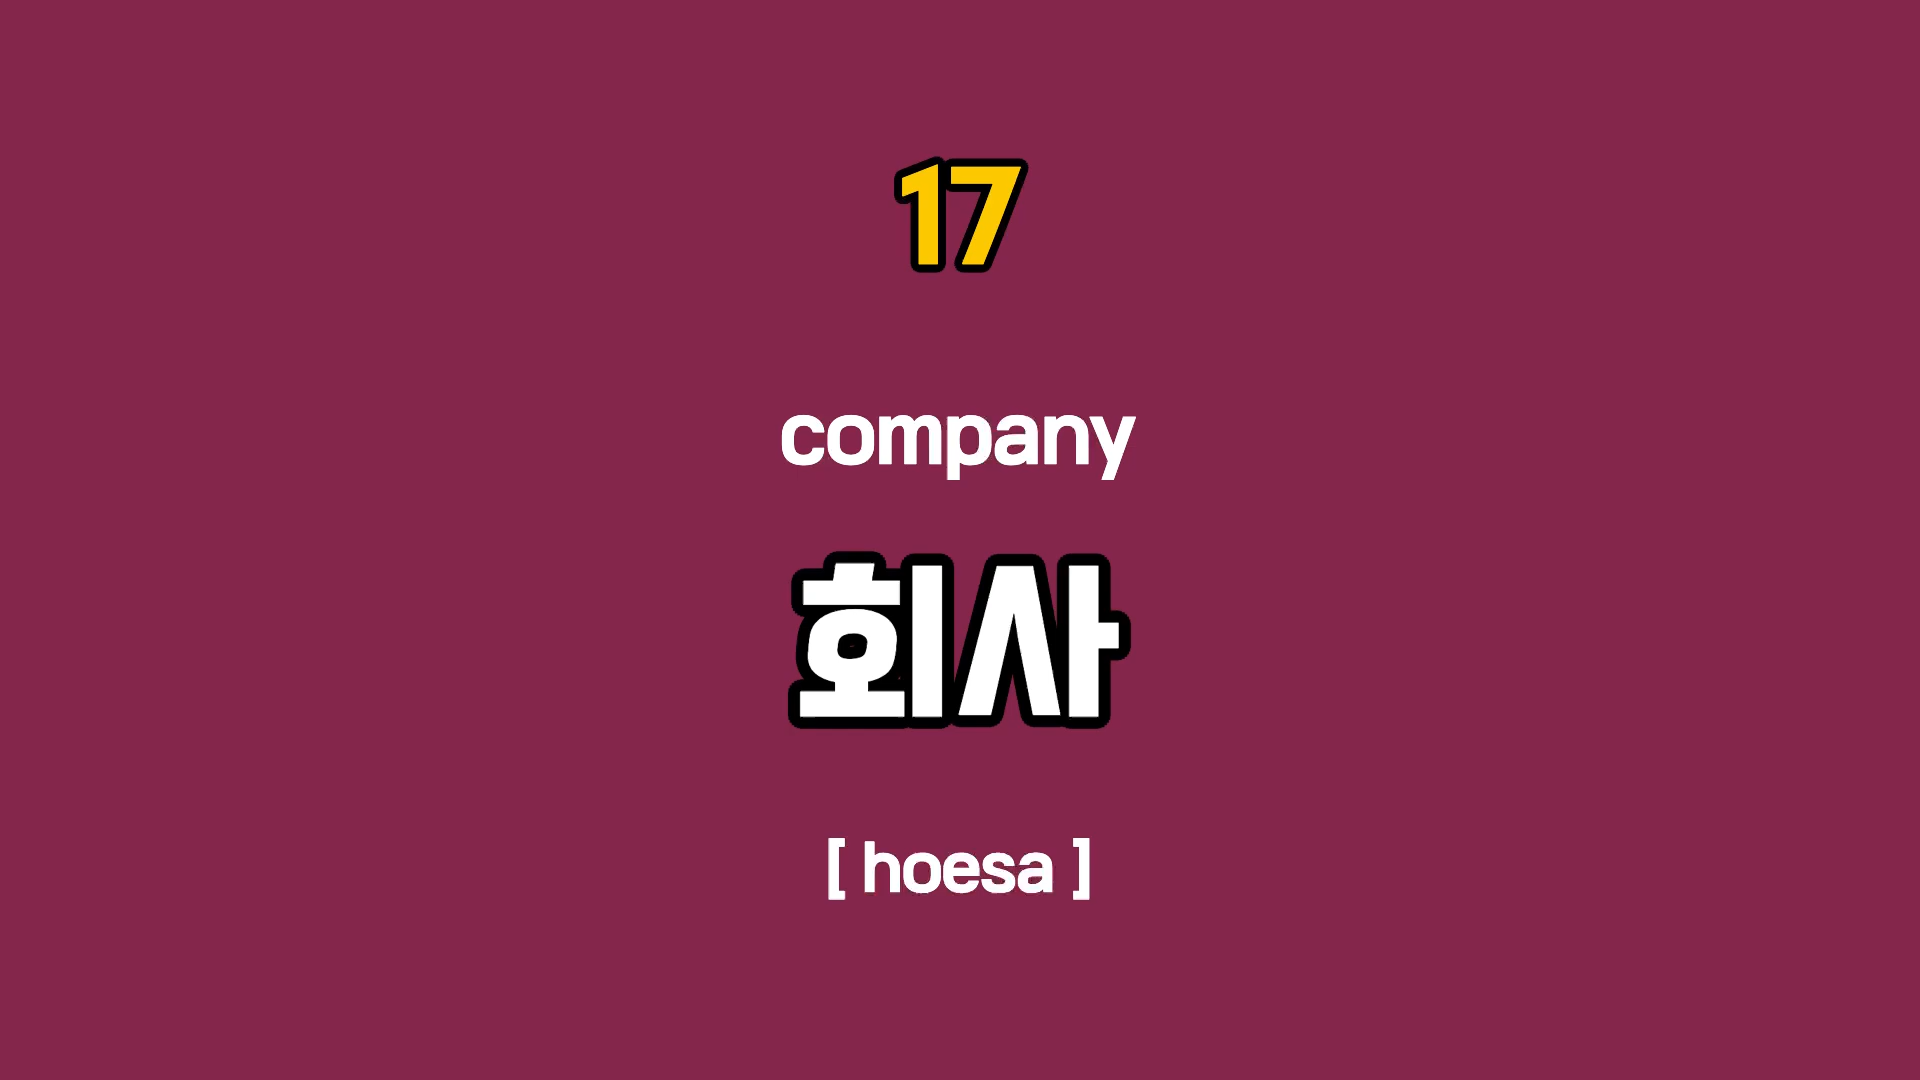 17
company
회사
[ hoesa ]